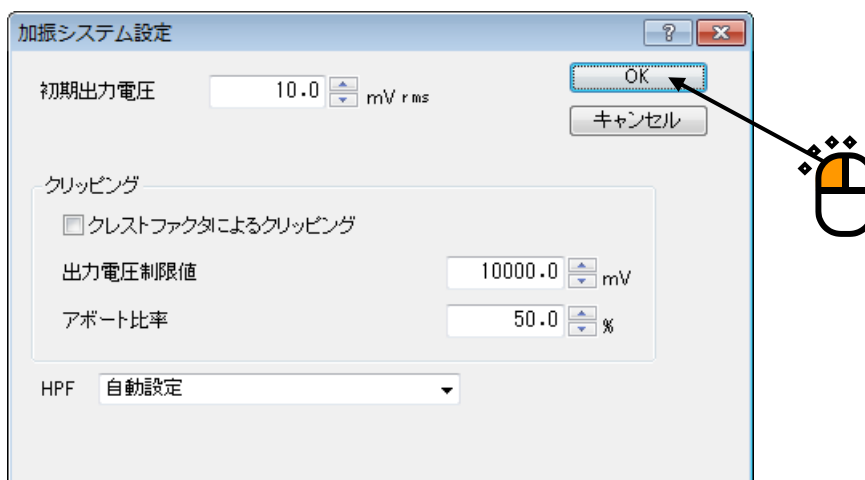 加振システム設定
初期出力電圧 10.0 mV rms
OK
キャンセル
クリッピング
クレストファクタによるクリッピング
出力電圧制限値 10000.0 mV
アボート比率 50.0 %
HPF 自動設定